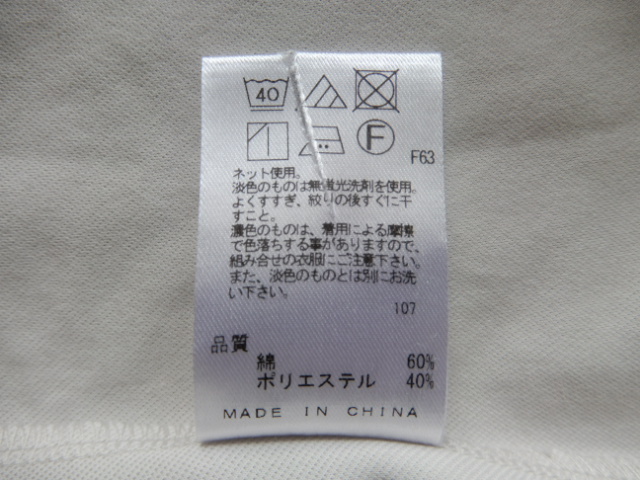 40
F
F63
ネット使用。
淡色のものは無蛍光洗剤を使用。
よくすすぎ、絞りの後すぐに干
すこと。
濃色のものは、着用による摩擦
で色落ちする事がありますので、
組み合せの衣服にご注意下さい。
また、淡色のものとは別にお洗
い下さい。
107
品質
綿 60%
ポリエステル 40%
MADE IN CHINA